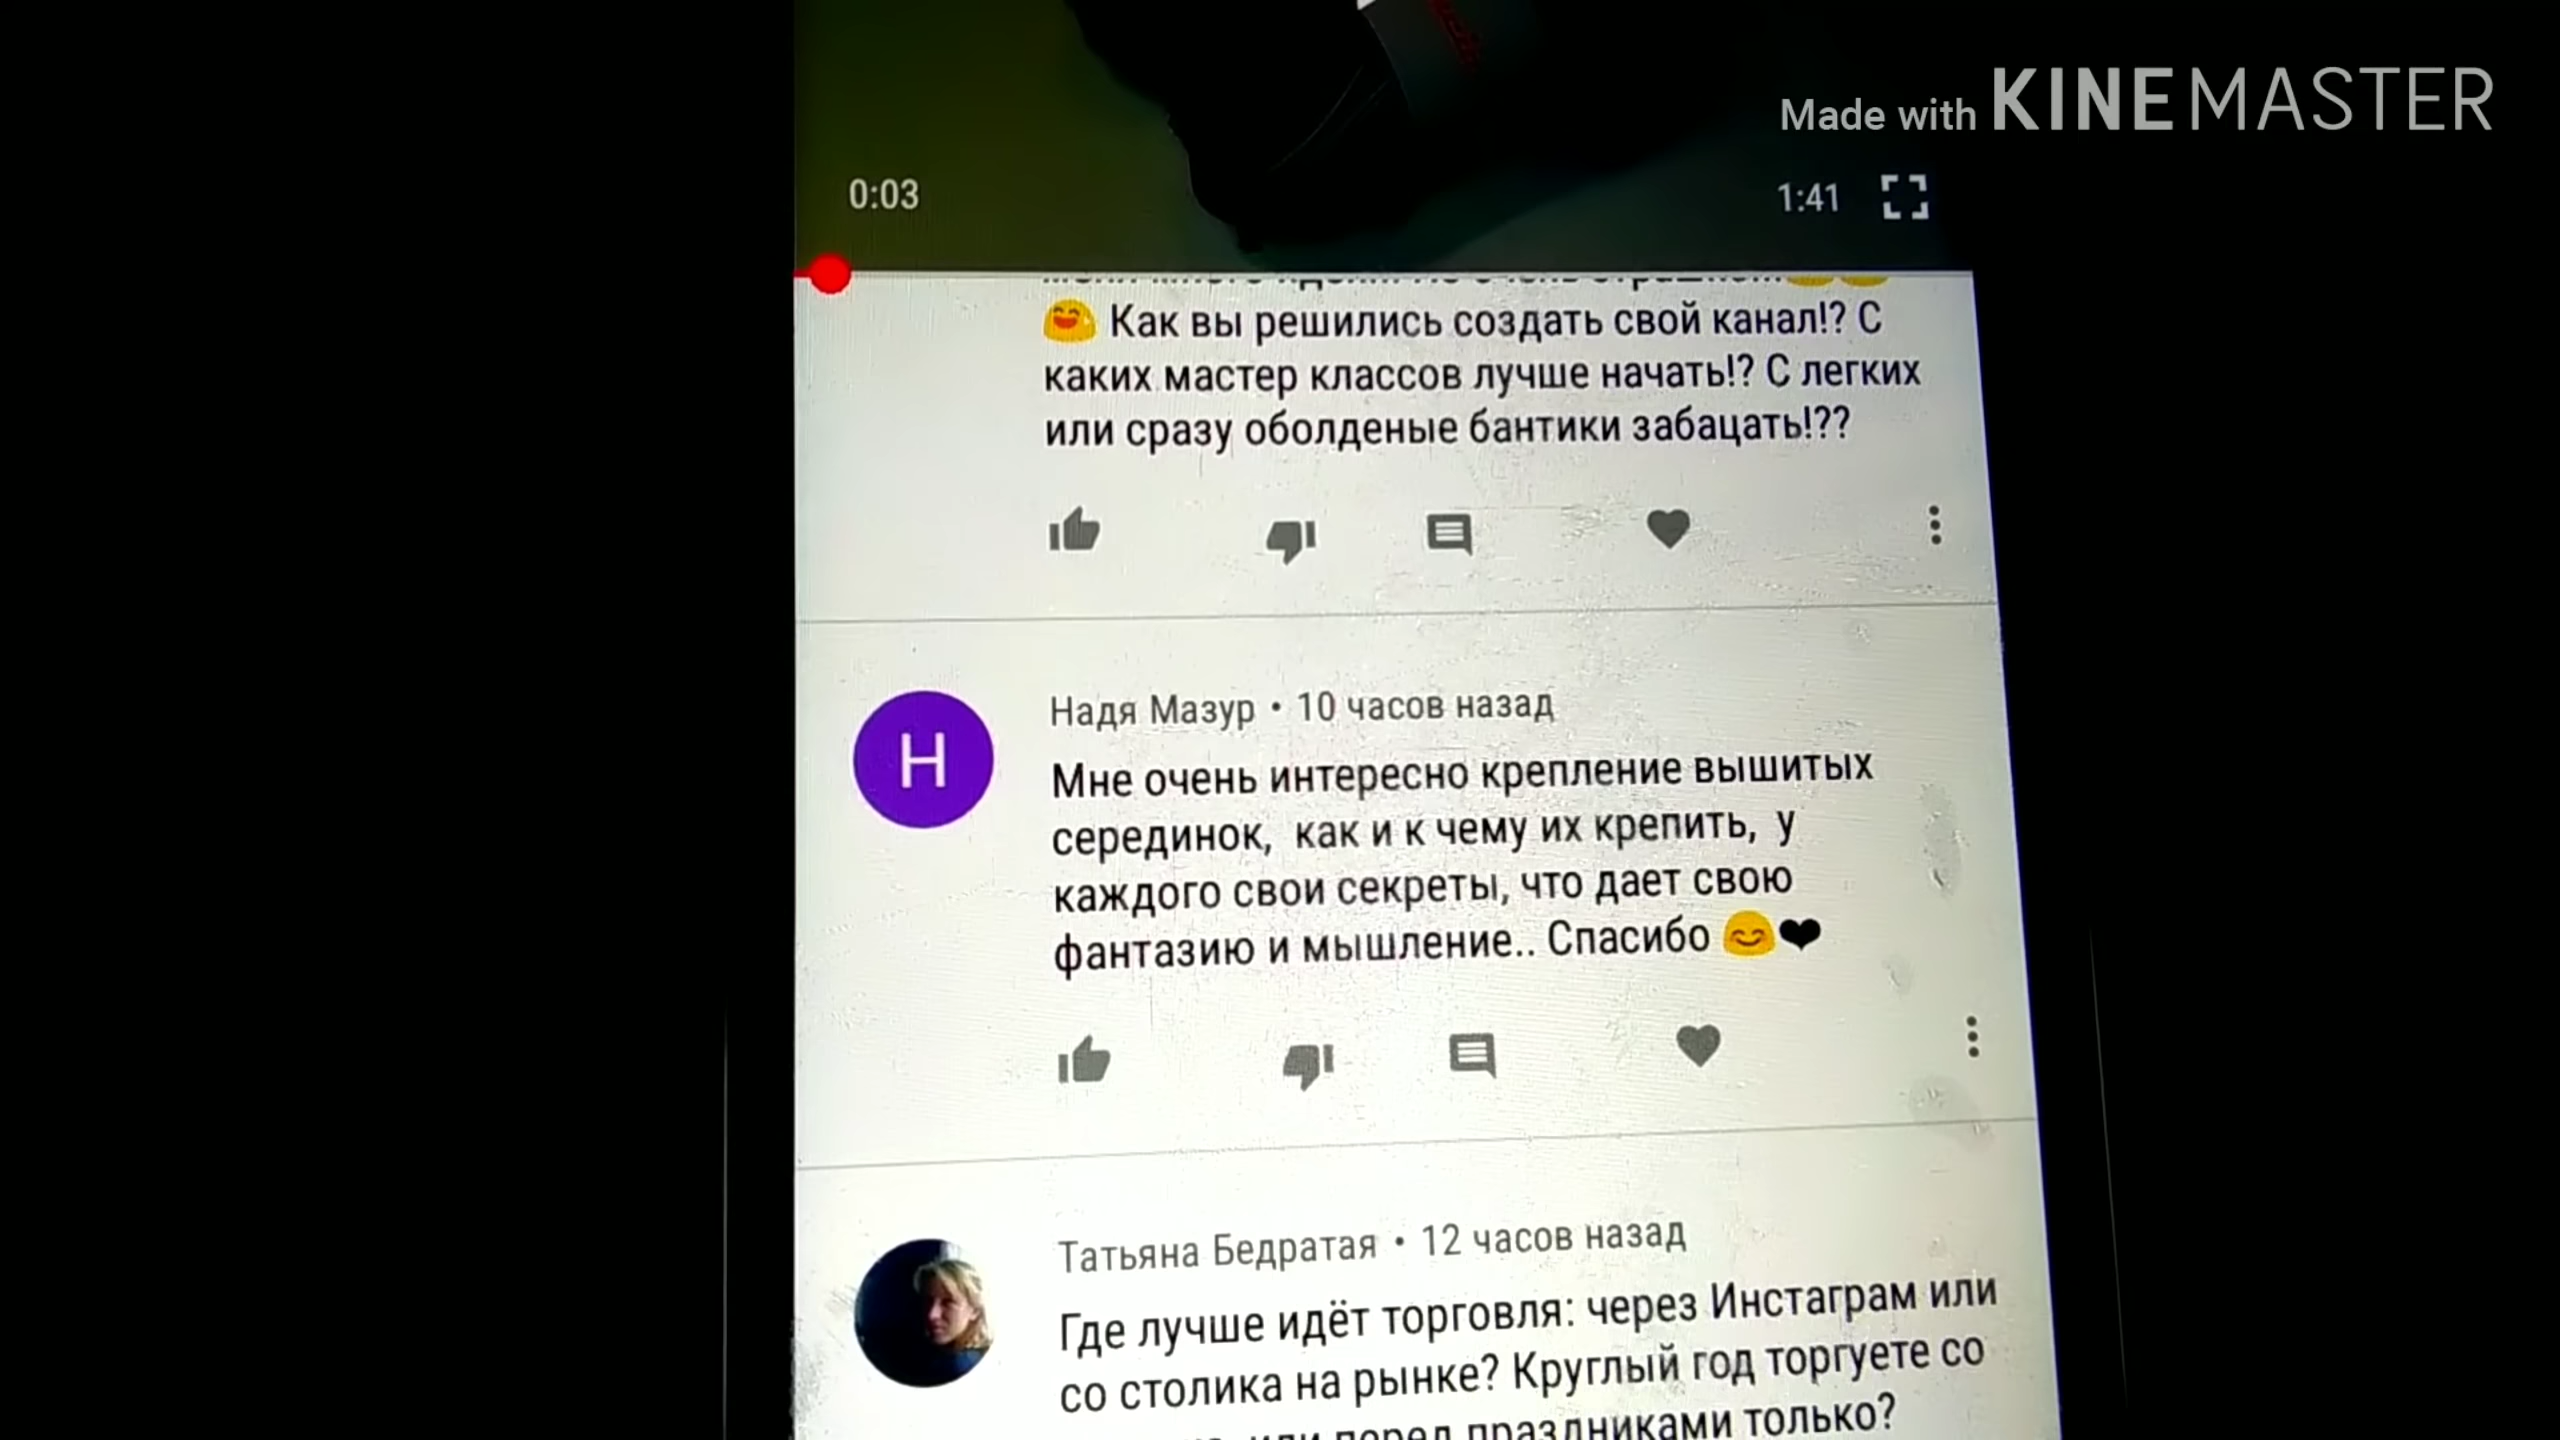 Made with KINEMASTER
0:03
1:41
😄 Как вы решились создать свой канал!? С
каких мастер классов лучше начать!? С легких
или сразу оболденые бантики забацать!??
Н
Надя Мазур • 10 часов назад
Мне очень интересно крепление вышитых
серединок, как и к чему их крепить, у
каждого свои секреты, что дает свою
фантазию и мышление.. Спасибо 😊❤
Татьяна Бедратая • 12 часов назад
Где лучше идёт торговля: через Инстаграм или
со столика на рынке? Круглый год торгуете со
или перед праздниками только?